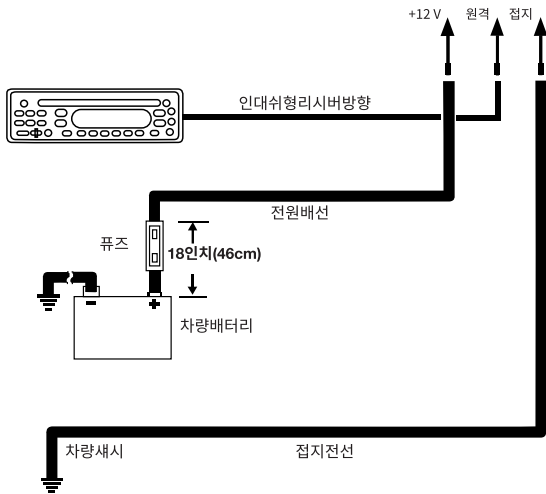 +12 V
원격
접지
인대쉬형리시버방향
전원배선
퓨즈
18인치(46cm)
차량배터리
차량섀시
접지전선